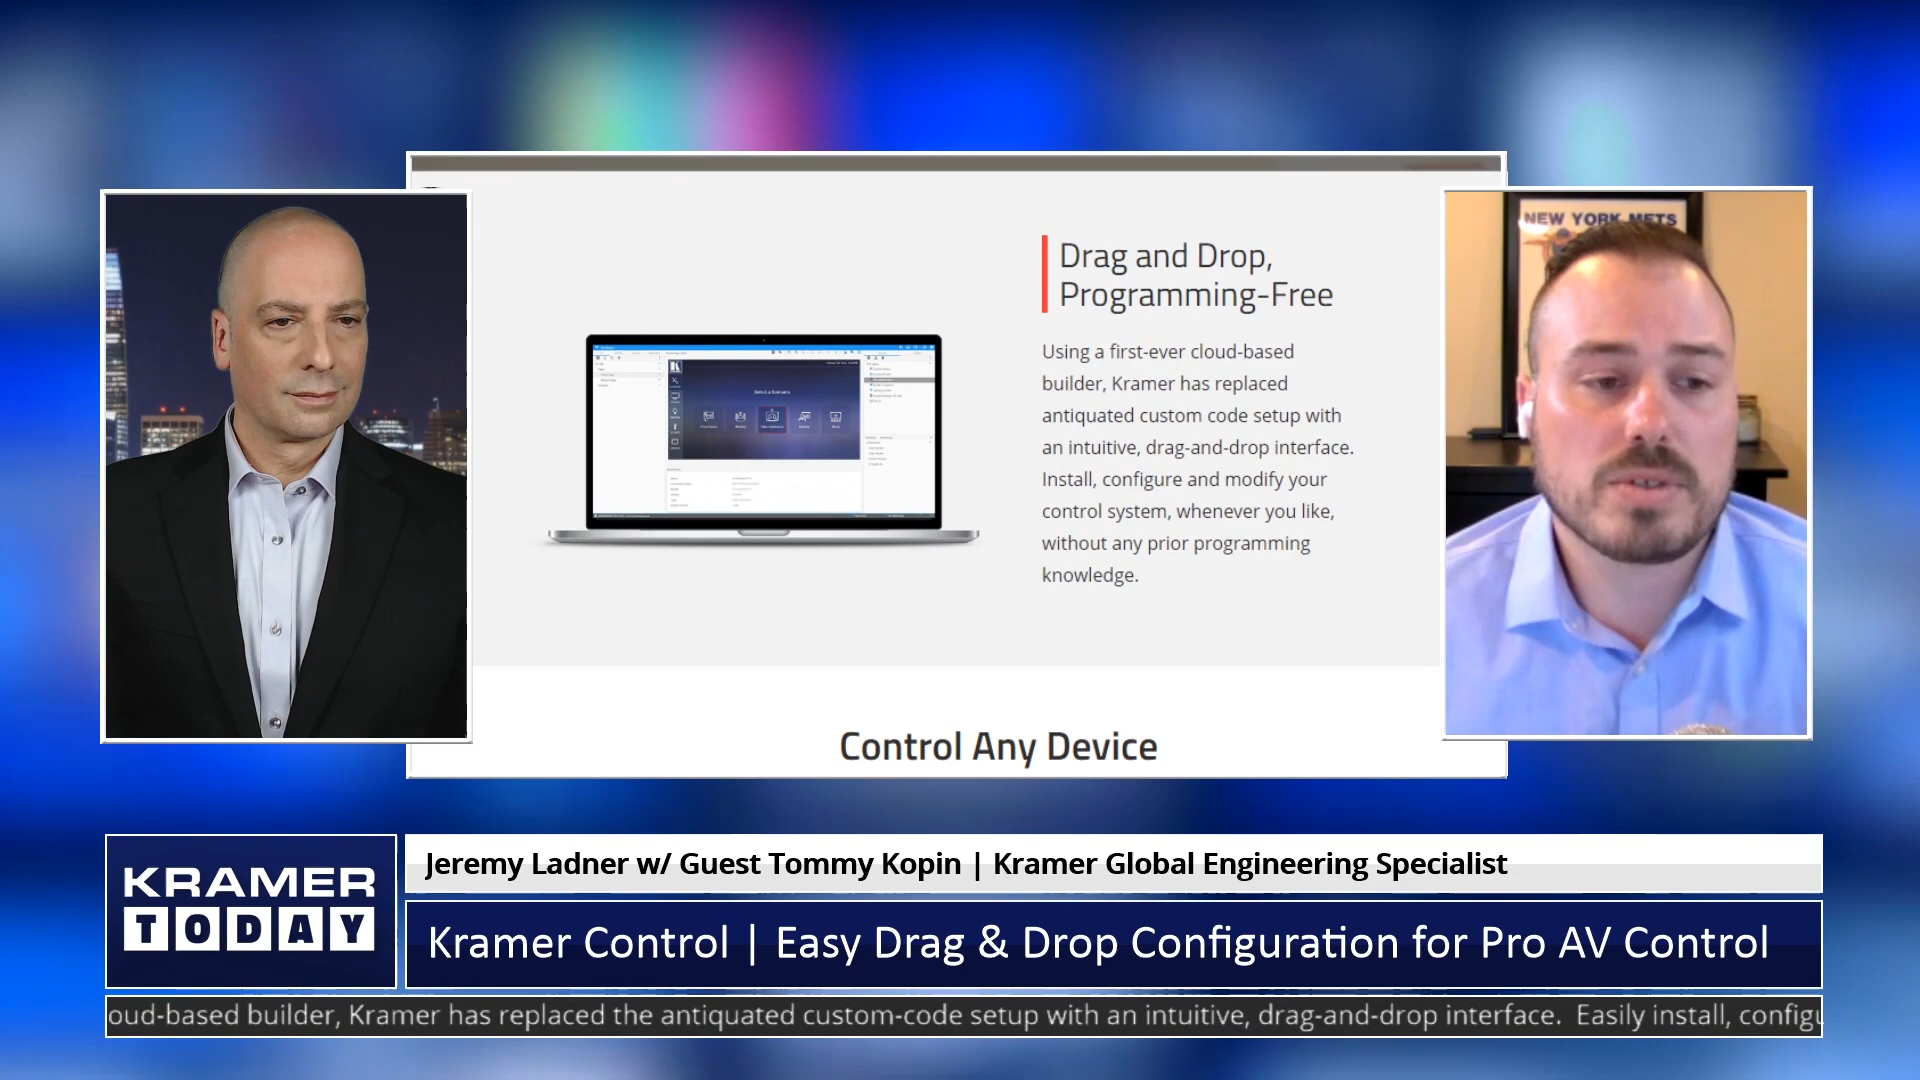 NEW YORK METS
Drag and Drop,
Programming-Free
Using a first-ever cloud-based
builder, Kramer has replaced
antiquated custom code setup with
an intuitive, drag-and-drop interface.
Install, configure and modify your
control system, whenever you like,
without any prior programming
knowledge.
Select a Scenario
Control Any Device
KRAMER
TODAY
Jeremy Ladner w/ Guest Tommy Kopin | Kramer Global Engineering Specialist
Kramer Control | Easy Drag & Drop Configuration for Pro AV Control
oud-based builder, Kramer has replaced the antiquated custom-code setup with an intuitive, drag-and-drop interface. Easily install, configu